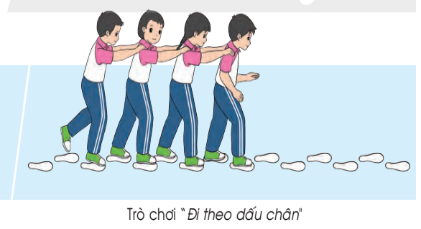 Trò chơi "Đi theo dấu chân"